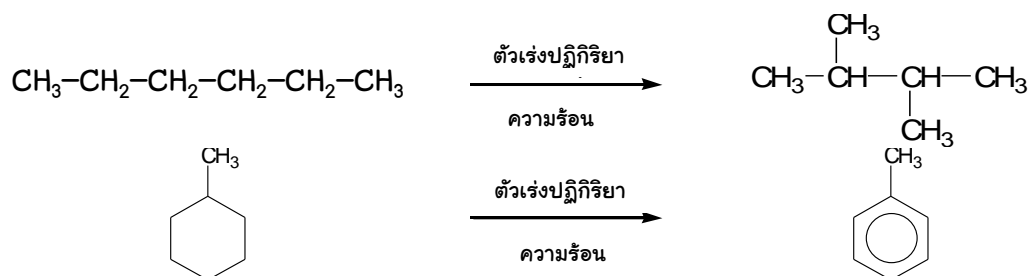 CH₃
CH₃–CH₂–CH₂–CH₂–CH₂–CH₃ ตัวเร่งปฏิกิริยา CH₃–CH–CH–CH₃
ความร้อน CH₃
CH₃ ตัวเร่งปฏิกิริยา CH₃
ความร้อน